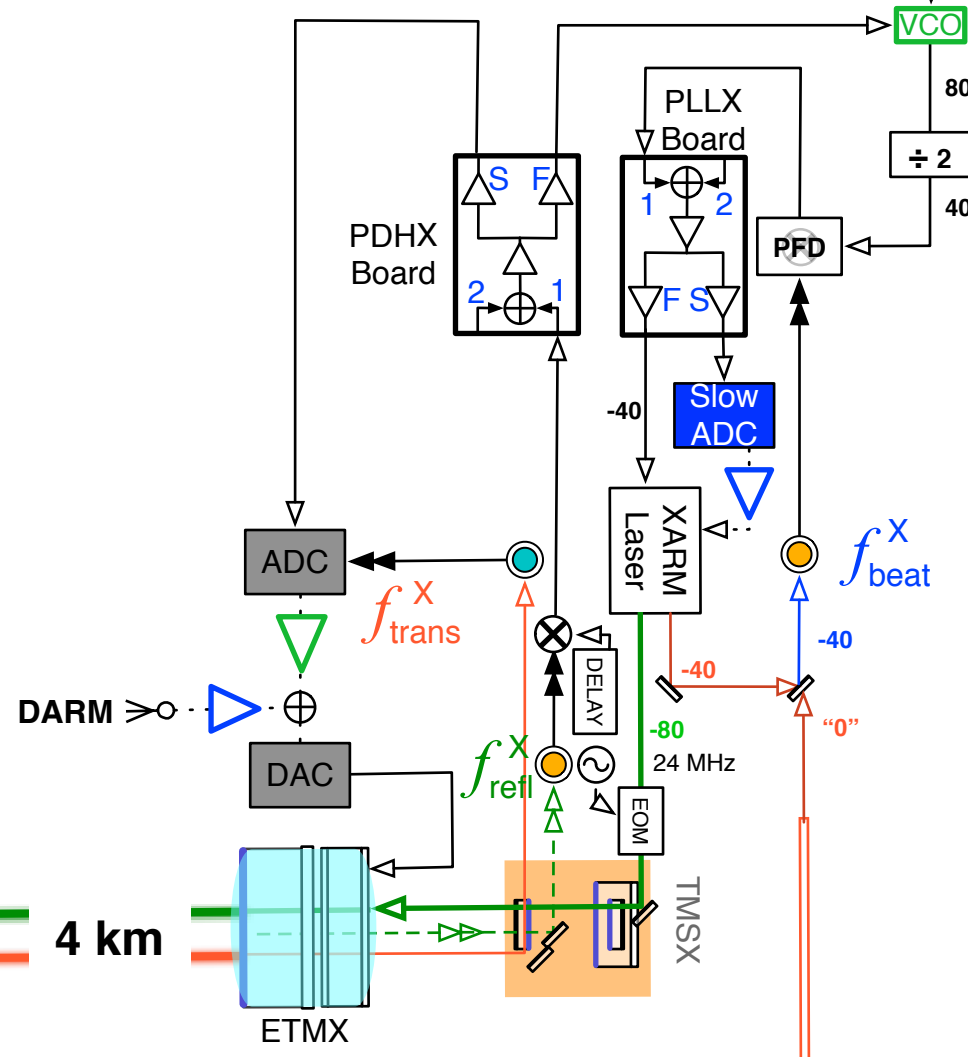 VCO
80
÷ 2
40
PLLX
Board
S F
1 2
PFD
PDHX
Board
2 1
F S
-40
Slow
ADC
XARM
Laser
ADC
f X trans
f X beat
-40
-40
"0"
DELAY
DARM
-80
24 MHz
f X refl
DAC
EOM
TMSX
4 km
ETMX